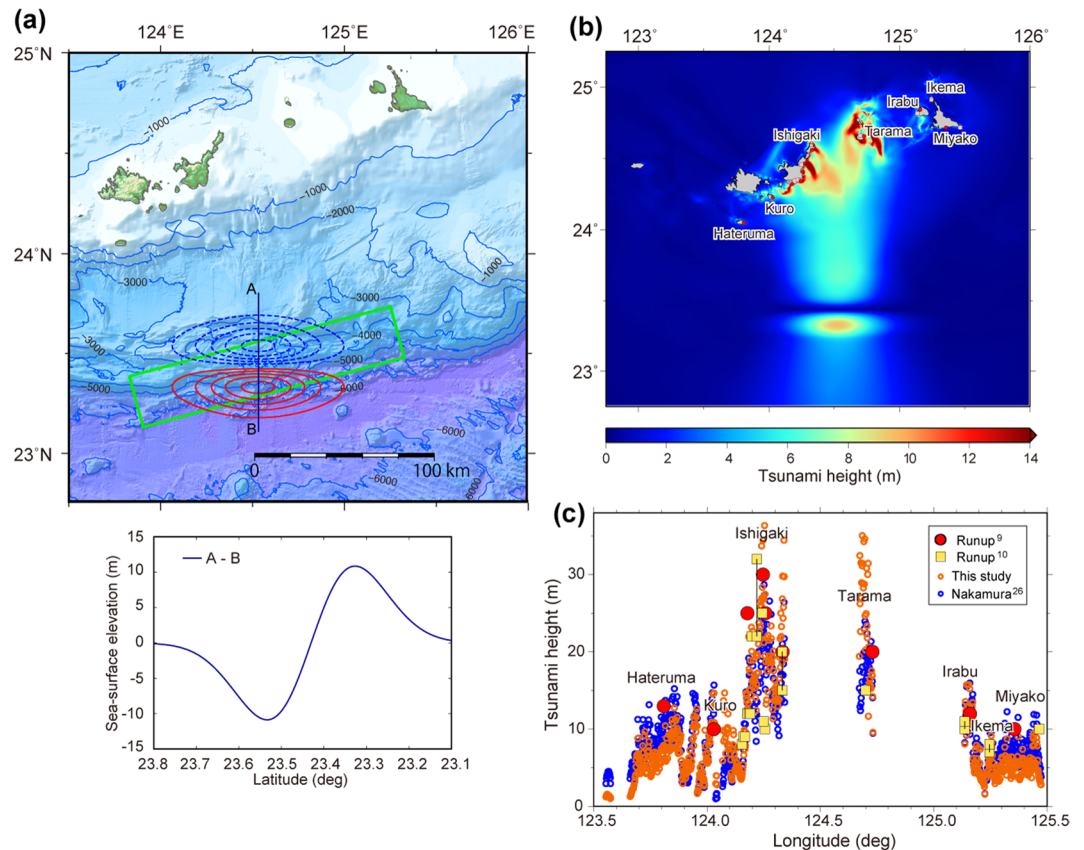 (a)
124°E
125°E
25°N
24°N
23°N
−1000
−1000
−2000
−1000
−3000
−3000
−3000
−4000
−5000
−5000
−6000
−6000
A
B
0
100 km
A - B
Sea-surface elevation (m)
15
10
5
0
-5
-10
-15
23.8
23.7
23.6
23.5
23.4
23.3
23.2
23.1
Latitude (deg)
(b)
123°
124°
125°
126°
25°
24°
23°
Ikema
Irabu
Miyako
Ishigaki
Tarama
Kuro
Hateruma
0 2 4 6 8 10 12 14
Tsunami height (m)
(c)
Tsunami height (m)
30
20
10
0
Ishigaki
Tarama
Hateruma
Kuro
Irabu
Ikema
Miyako
Runup9
Runup10
This study
Nakamura26
123.5
124.0
124.5
125.0
125.5
Longitude (deg)